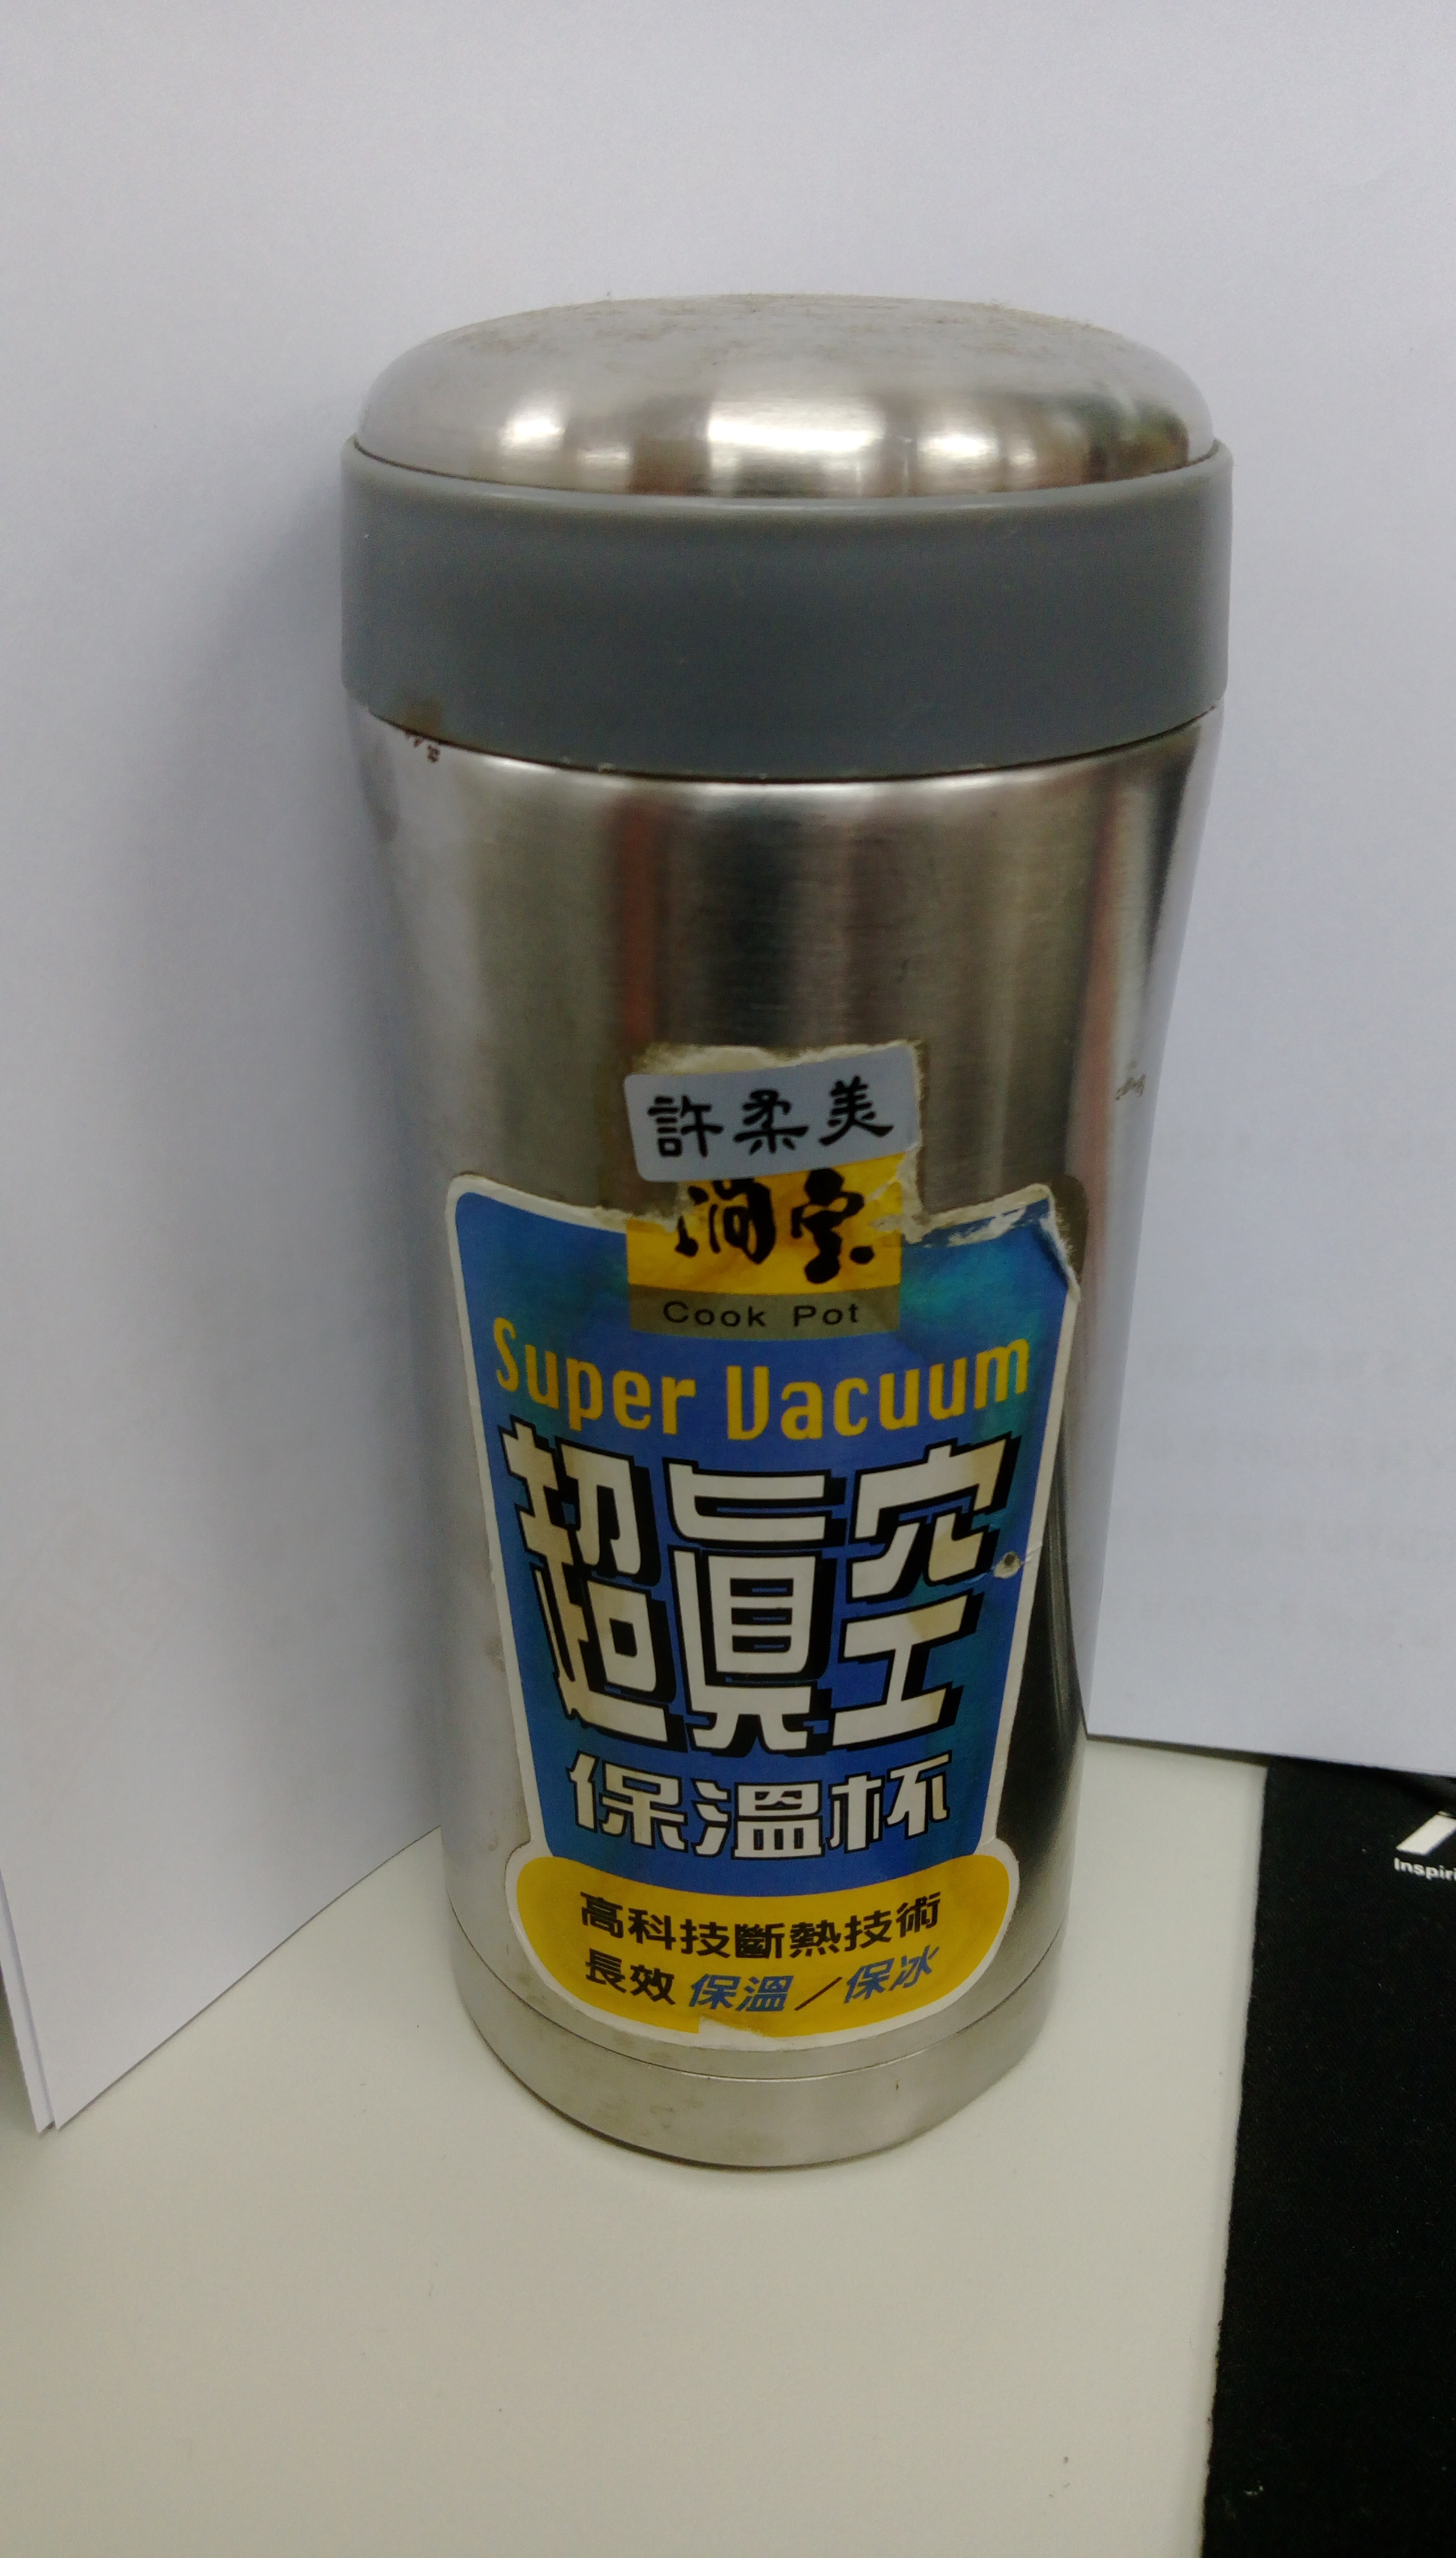 許柔美
Cook Pot
Super Vacuum
超眞空
保溫杯
高科技斷熱技術
長效 保溫／保冰